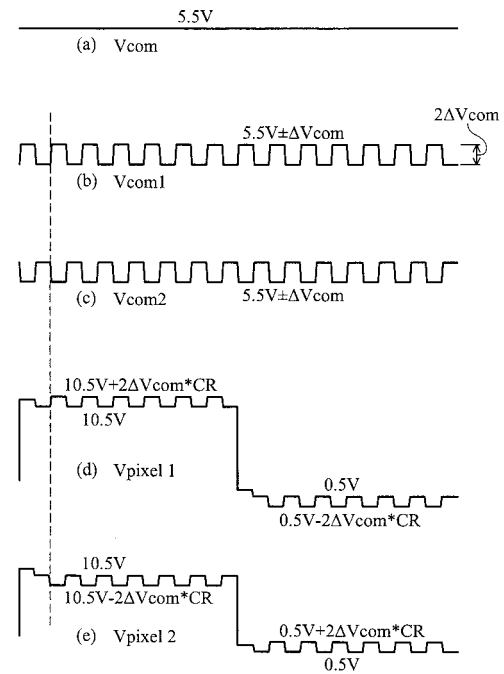 5.5V
(a) Vcom
2ΔVcom
5.5V±ΔVcom
(b) Vcom1
(c) Vcom2
5.5V±ΔVcom
10.5V+2ΔVcom*CR
10.5V
(d) Vpixel 1
0.5V
0.5V-2ΔVcom*CR
10.5V
10.5V-2ΔVcom*CR
(e) Vpixel 2
0.5V+2ΔVcom*CR
0.5V